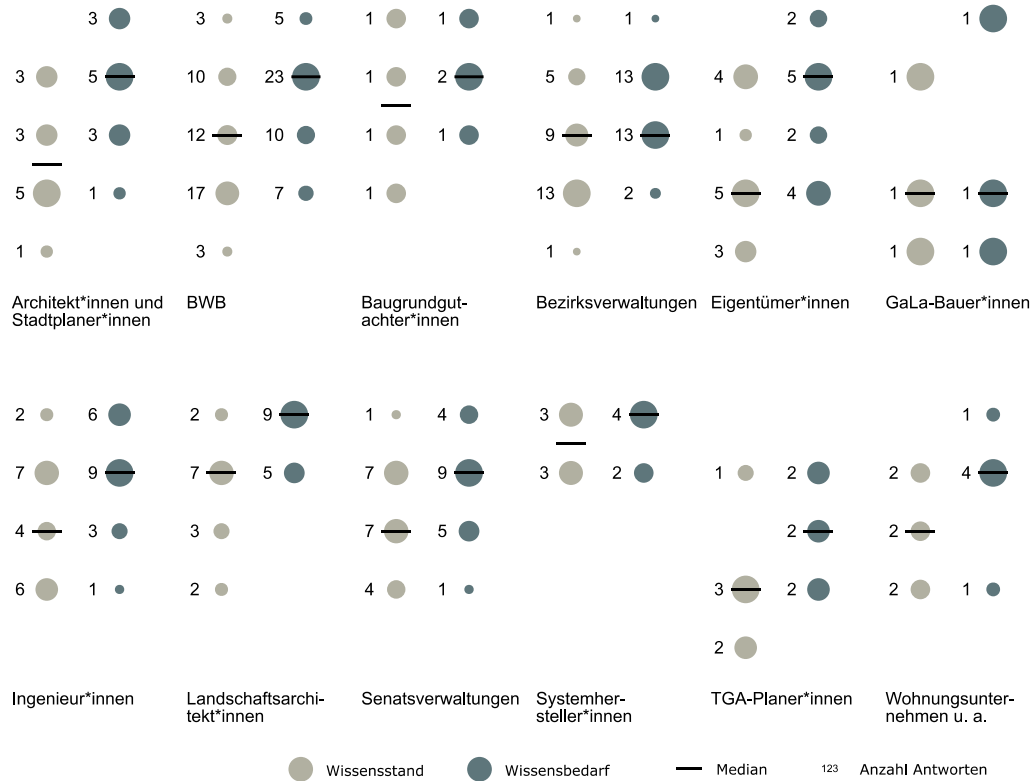 3 3 5 1 1 1 1 2 1
3 5 10 23 1 2 5 13 4 5 1
3 3 12 10 1 1 9 13 1 2
5 1 17 7 1 13 2 5 4 1 1
1 3 1 3 1 1
Architekt*innen und
Stadtplaner*innen
BWB
Baugrundgut-
achter*innen
Bezirksverwaltungen
Eigentümer*innen
GaLa-Bauer*innen
2 6 2 9 1 4 3 4 1
7 9 7 5 7 9 3 2 1 2 2 4
4 3 3 7 5 2 2
6 1 2 4 1 3 2 2 1
2
Ingenieur*innen
Landschaftsarchi-
tekt*innen
Senatsverwaltungen
Systemher-
steller*innen
TGA-Planer*innen
Wohnungsunter-
nehmen u. a.
Wissensstand Wissensbedarf Median 123 Anzahl Antworten